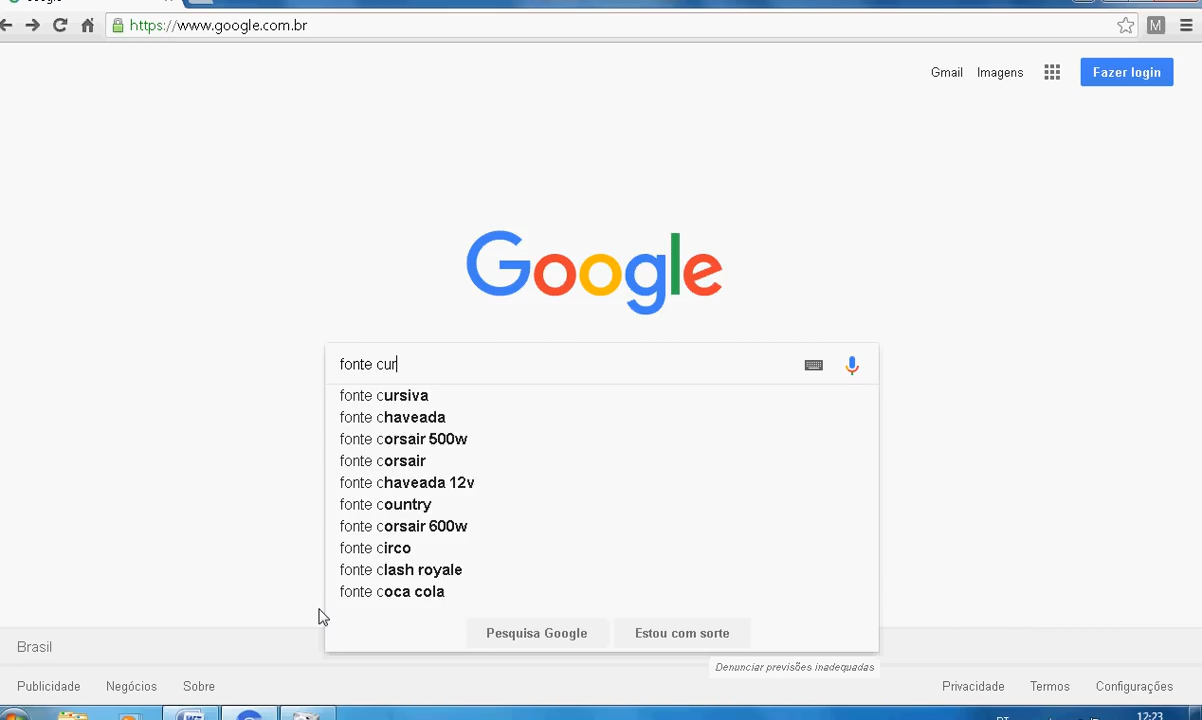 https://www.google.com.br
M
Gmail Imagens Fazer login
Google
fonte cur
fonte cursiva
fonte chaveada
fonte corsair 500w
fonte corsair
fonte chaveada 12v
fonte country
fonte corsair 600w
fonte circo
fonte clash royale
fonte coca cola
Pesquisa Google Estou com sorte
Denunciar previsões inadequadas
Brasil
Publicidade Negócios Sobre Privacidade Termos Configurações
12:23